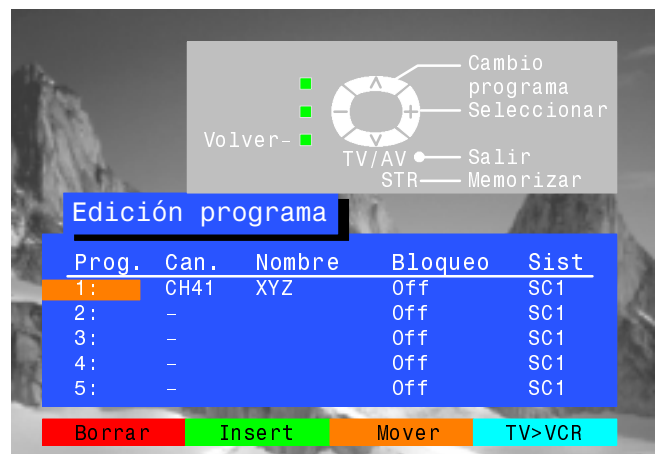 Cambio
programa
Seleccionar
Volver
TV/AV Salir
STR Memorizar
Edición programa
Prog. Can. Nombre Bloqueo Sist
1: CH41 XYZ Off SC1
2: – Off SC1
3: – Off SC1
4: – Off SC1
5: – Off SC1
Borrar Insert Mover TV>VCR